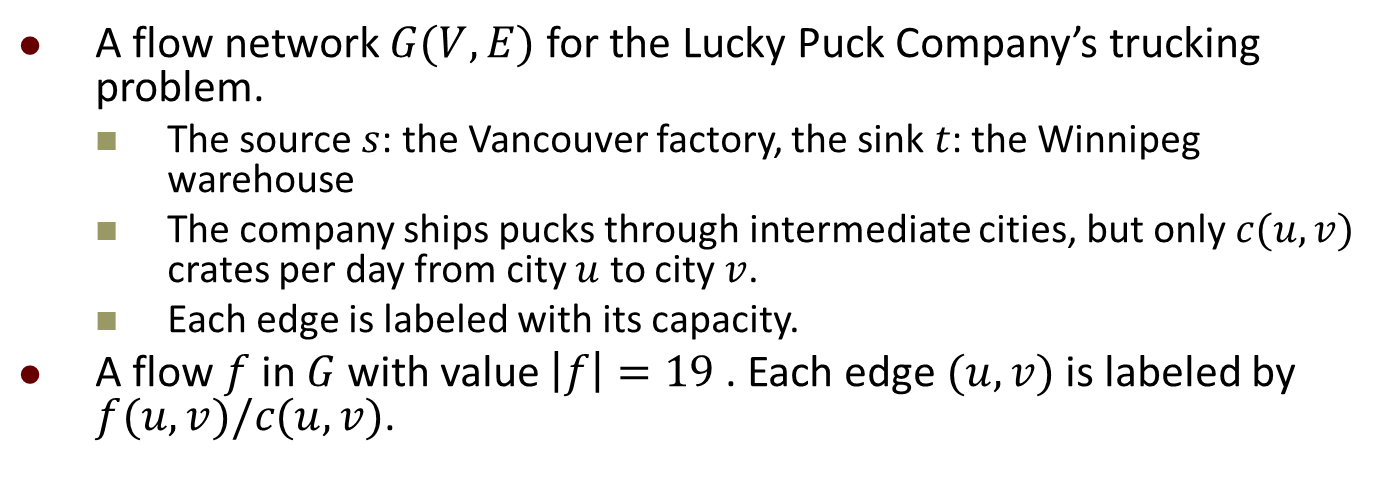 ● A flow network G(V, E) for the Lucky Puck Company’s trucking
problem.
■ The source s: the Vancouver factory, the sink t: the Winnipeg
warehouse
■ The company ships pucks through intermediate cities, but only c(u, v)
crates per day from city u to city v.
■ Each edge is labeled with its capacity.
● A flow f in G with value |f| = 19 . Each edge (u, v) is labeled by
f(u, v)/c(u, v).